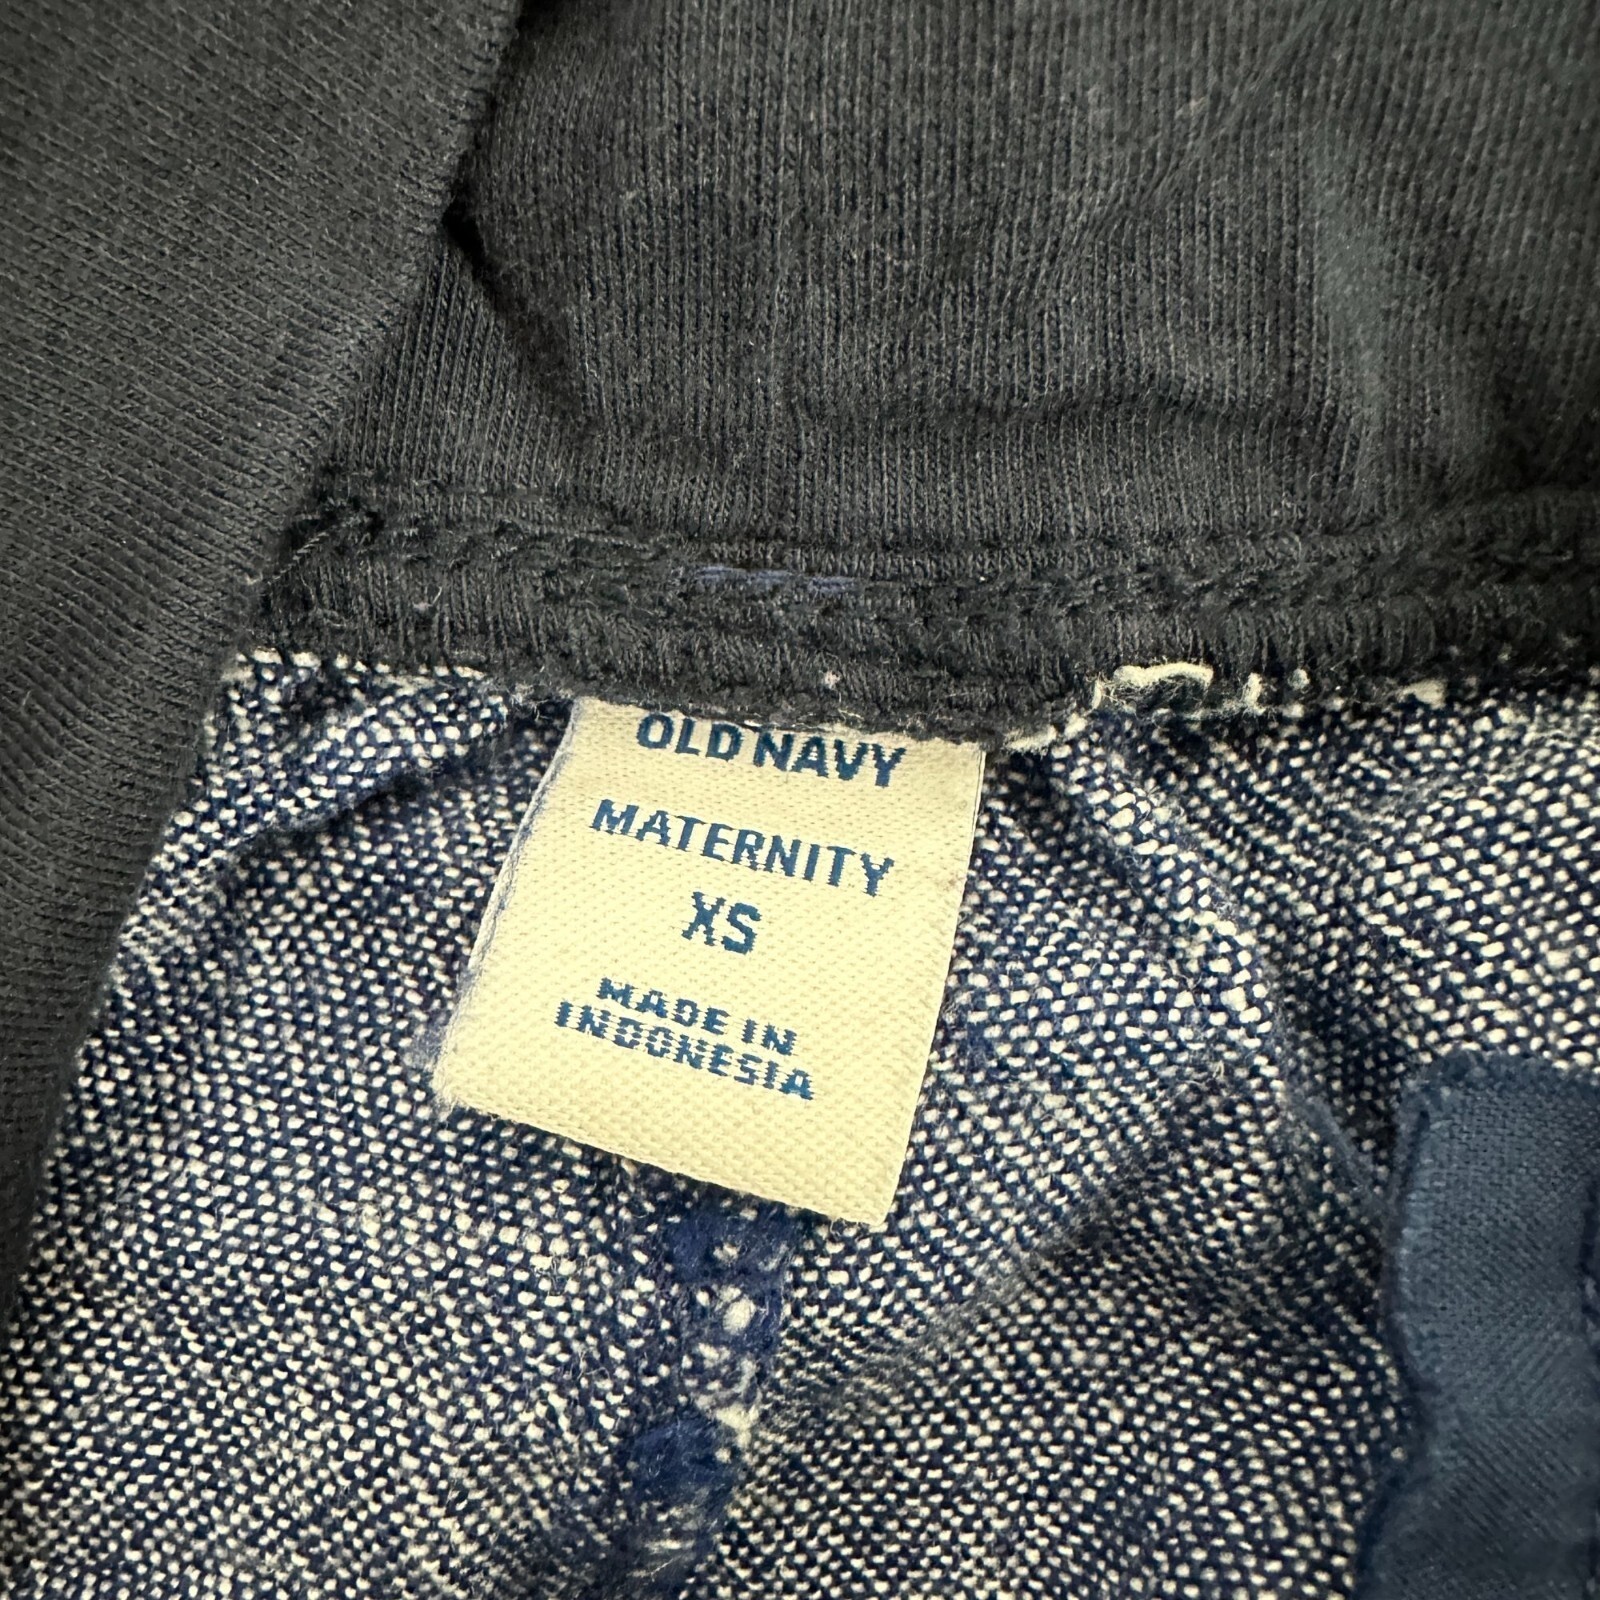 OLD NAVY
MATERNITY
XS
MADE IN
INDONESIA